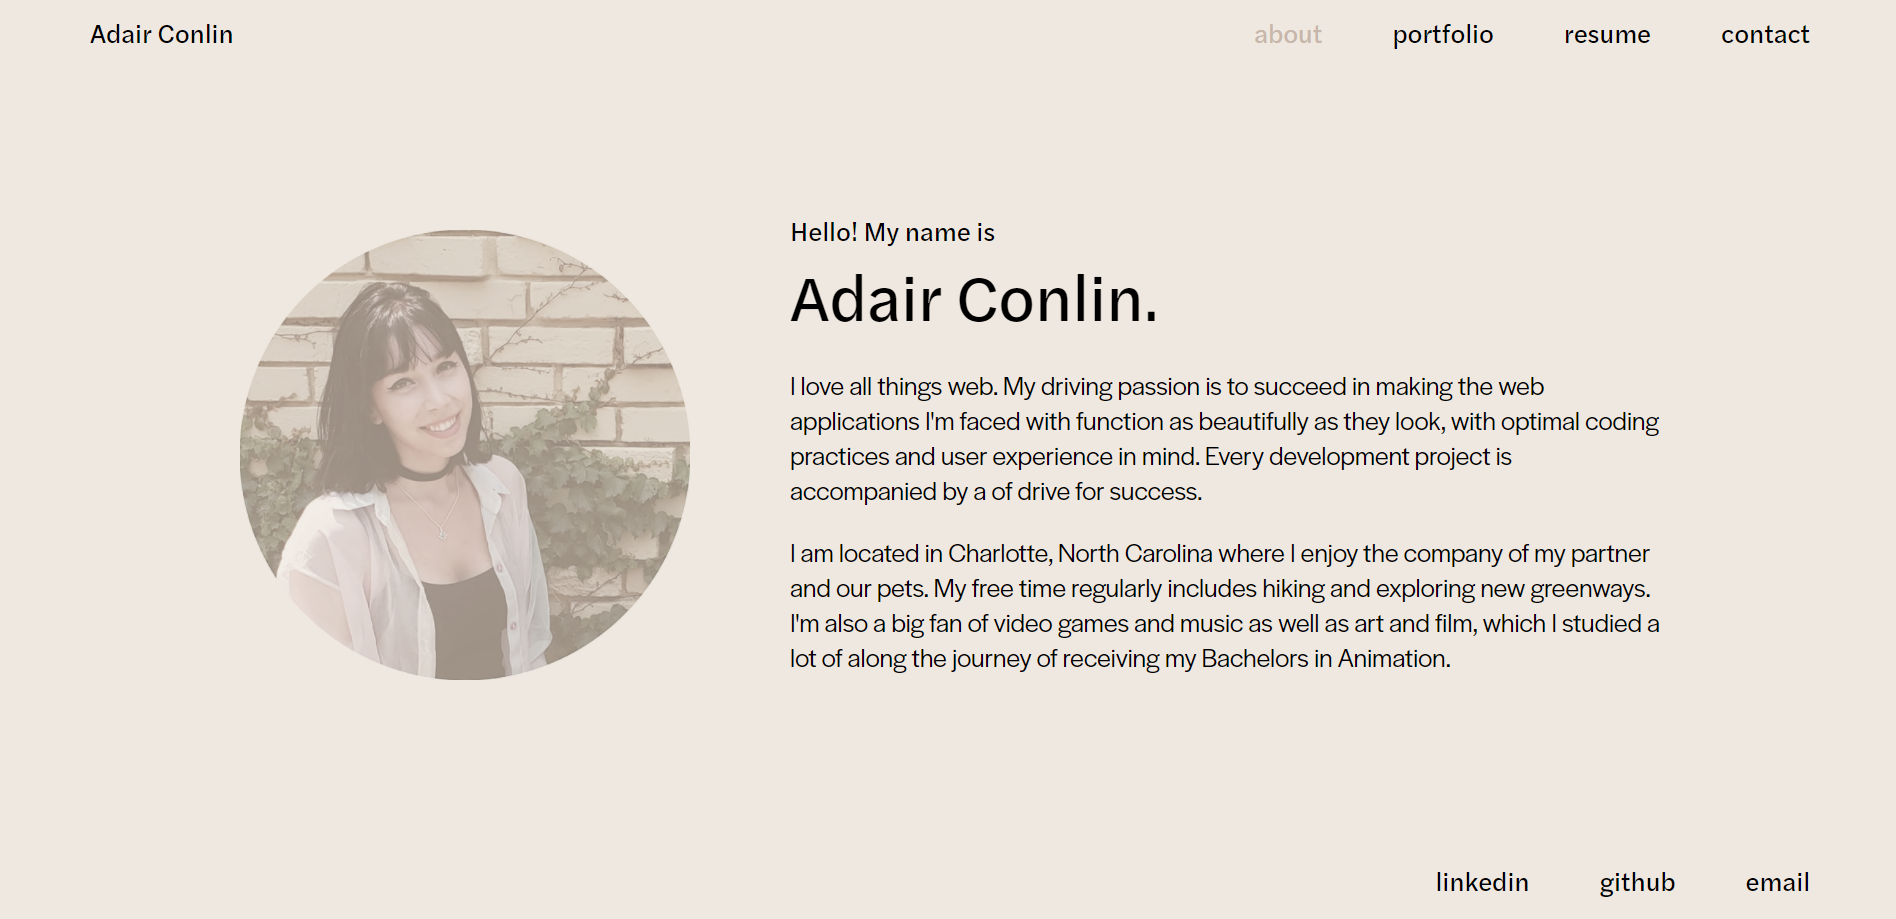 Adair Conlin
about portfolio resume contact
Hello! My name is
Adair Conlin.
I love all things web. My driving passion is to succeed in making the web
applications I'm faced with function as beautifully as they look, with optimal coding
practices and user experience in mind. Every development project is
accompanied by a of drive for success.
I am located in Charlotte, North Carolina where I enjoy the company of my partner
and our pets. My free time regularly includes hiking and exploring new greenways.
I'm also a big fan of video games and music as well as art and film, which I studied a
lot of along the journey of receiving my Bachelors in Animation.
linkedin github email